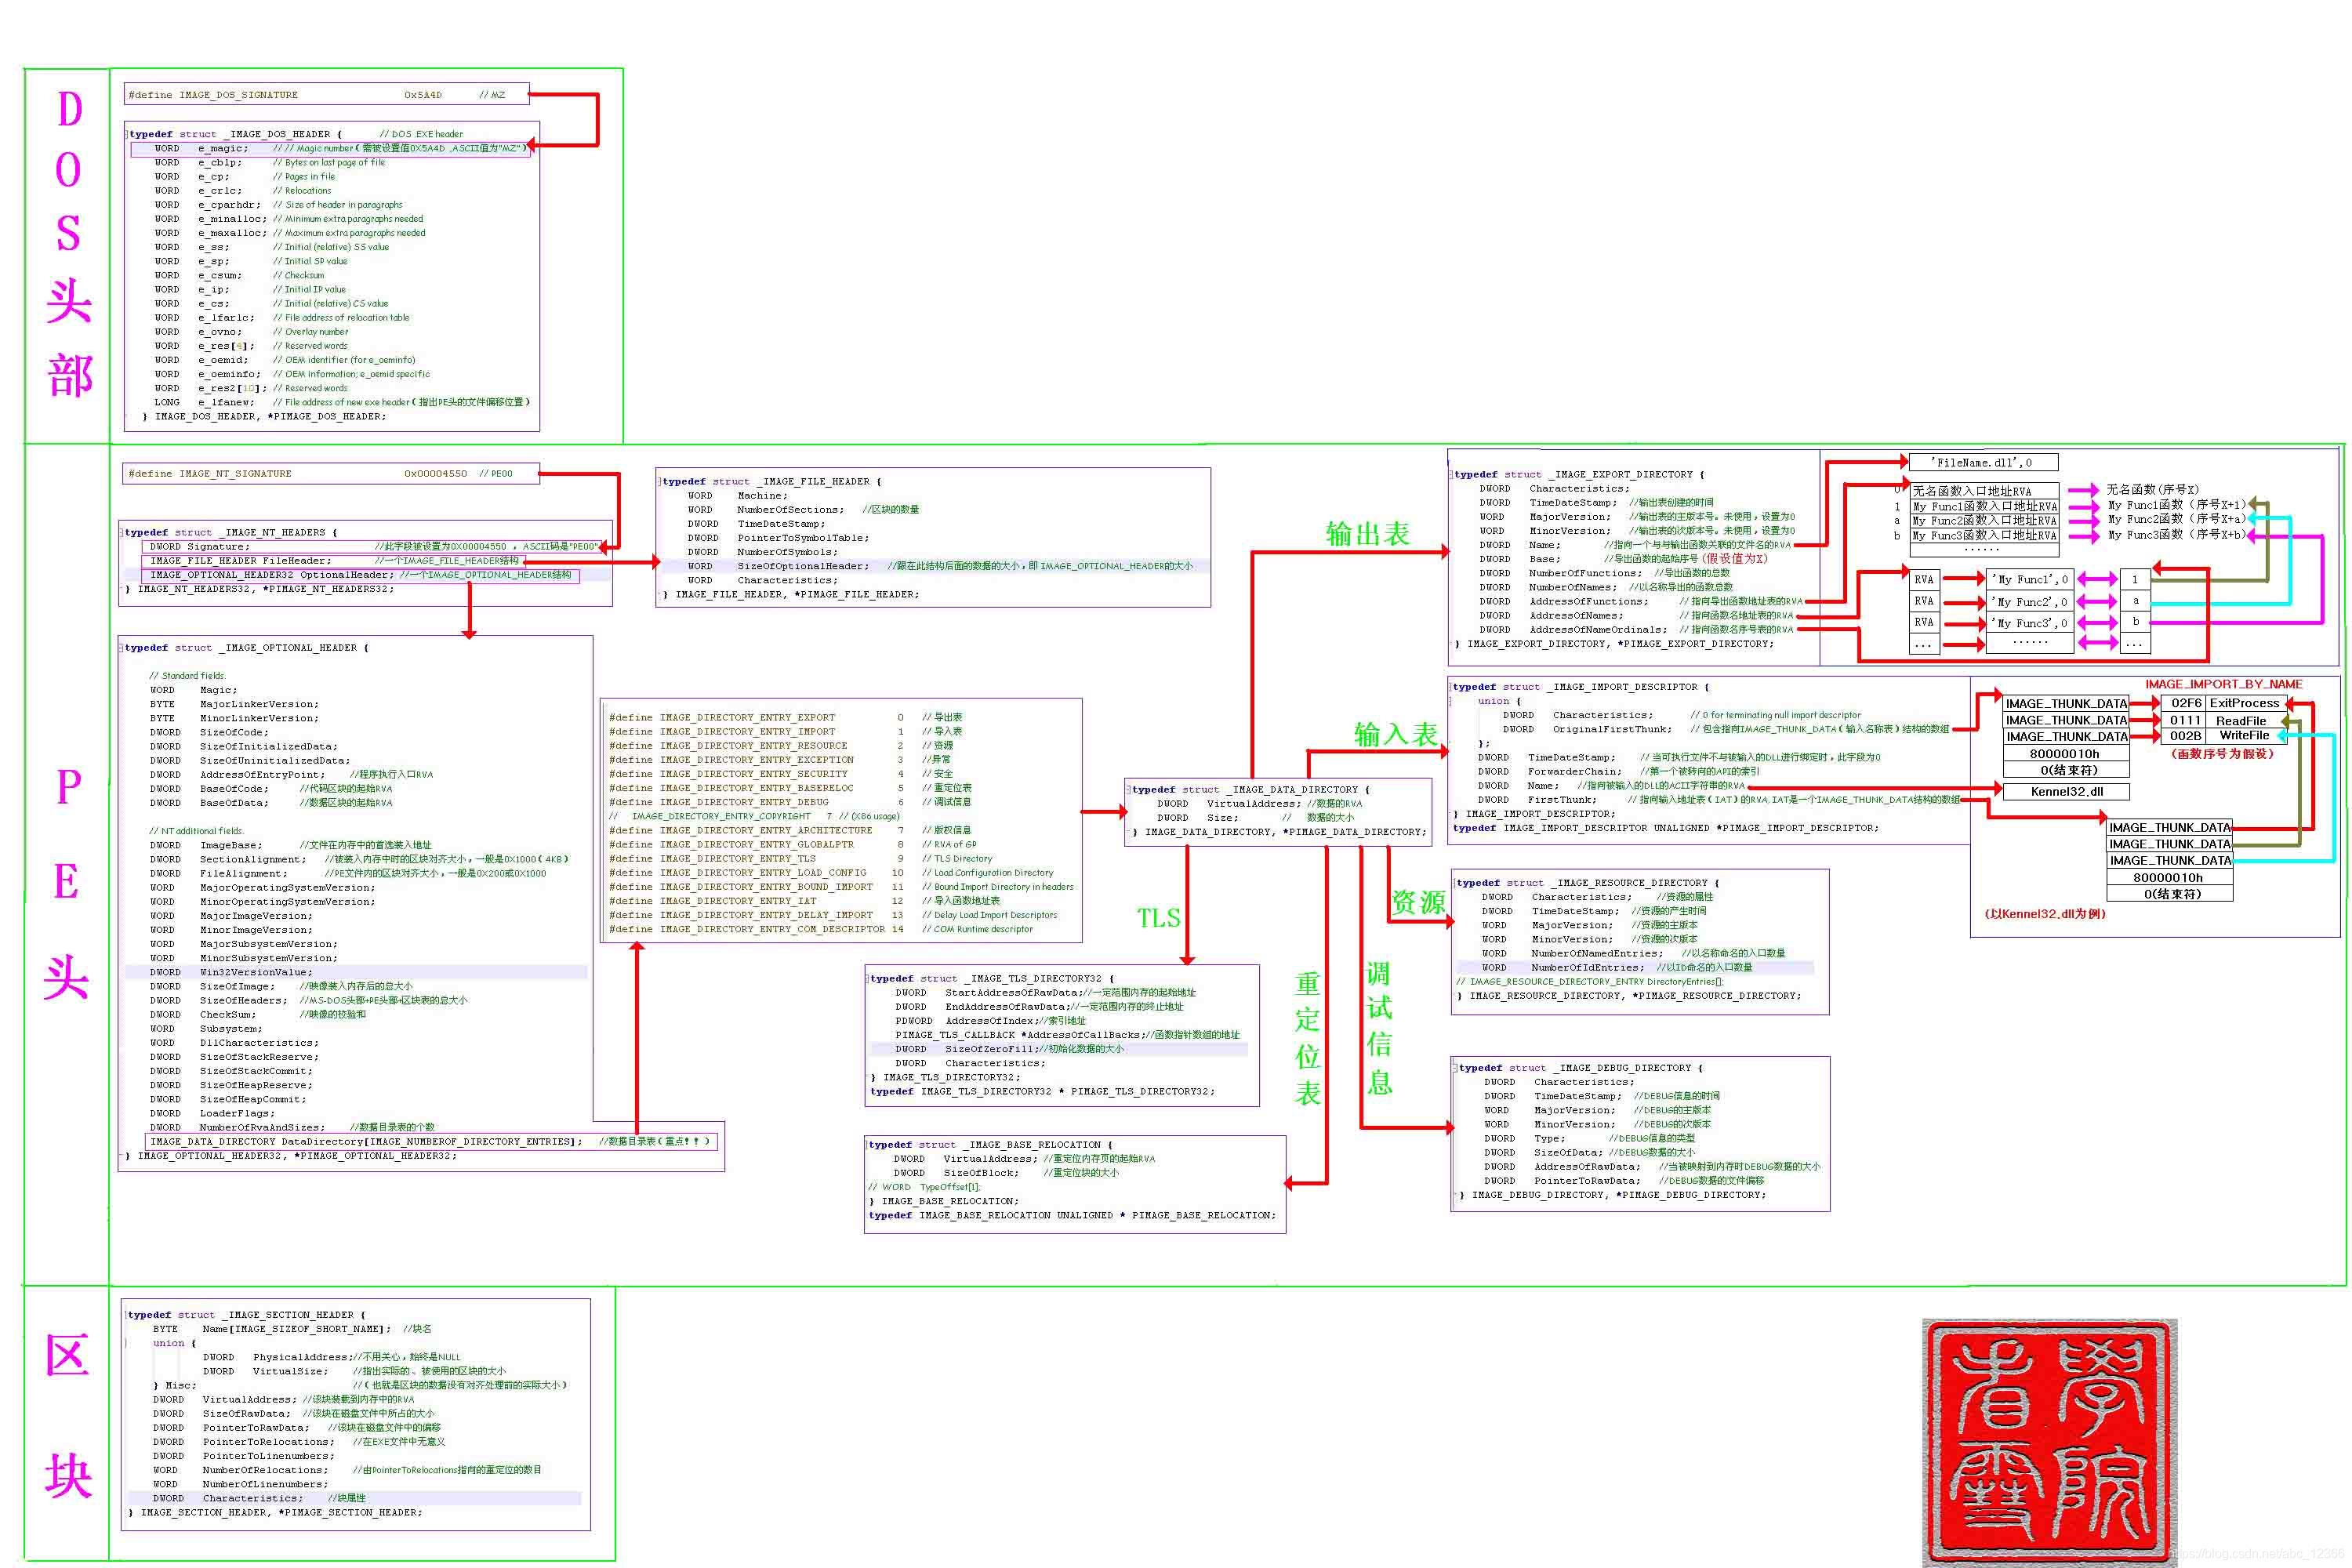 DOS头部
#define IMAGE_DOS_SIGNATURE 0x5A4D // MZ
typedef struct _IMAGE_DOS_HEADER { // DOS .EXE header
WORD e_magic; // // Magic number( 需被设置值0X5A4D ,ASCII值为"MZ")
WORD e_cblp; // Bytes on last page of file
WORD e_cp; // Pages in file
WORD e_crlc; // Relocations
WORD e_cparhdr; // Size of header in paragraphs
WORD e_minalloc; // Minimum extra paragraphs needed
WORD e_maxalloc; // Maximum extra paragraphs needed
WORD e_ss; // Initial (relative) SS value
WORD e_sp; // Initial SP value
WORD e_csum; // Checksum
WORD e_ip; // Initial IP value
WORD e_cs; // Initial (relative) CS value
WORD e_lfarlc; // File address of relocation table
WORD e_ovno; // Overlay number
WORD e_res[4]; // Reserved words
WORD e_oemid; // OEM identifier (for e_oeminfo)
WORD e_oeminfo; // OEM information; e_oemid specific
WORD e_res2[10]; // Reserved words
LONG e_lfanew; // File address of new exe header( 指出PE头的文件偏移位置)
} IMAGE_DOS_HEADER, *PIMAGE_DOS_HEADER;
PE头
#define IMAGE_NT_SIGNATURE 0x00004550 // PE00
typedef struct _IMAGE_NT_HEADERS {
DWORD Signature; //此字段被设置为0X00004550 , ASCII码是"PE00"
IMAGE_FILE_HEADER FileHeader; //一个IMAGE_FILE_HEADER结构
IMAGE_OPTIONAL_HEADER32 OptionalHeader; //一个IMAGE_OPTIONAL_HEADER结构
} IMAGE_NT_HEADERS32, *PIMAGE_NT_HEADERS32;
typedef struct _IMAGE_FILE_HEADER {
WORD Machine;
WORD NumberOfSections; //区块的数量
DWORD TimeDateStamp;
DWORD PointerToSymbolTable;
DWORD NumberOfSymbols;
WORD SizeOfOptionalHeader; //跟在此结构后面的数据的大小,即 IMAGE_OPTIONAL_HEADER的大小
WORD Characteristics;
} IMAGE_FILE_HEADER, *PIMAGE_FILE_HEADER;
typedef struct _IMAGE_OPTIONAL_HEADER {
// Standard fields.
WORD Magic;
BYTE MajorLinkerVersion;
BYTE MinorLinkerVersion;
DWORD SizeOfCode;
DWORD SizeOfInitializedData;
DWORD SizeOfUninitializedData;
DWORD AddressOfEntryPoint; //程序执行入口RVA
DWORD BaseOfCode; //代码区块的起始RVA
DWORD BaseOfData; //数据区块的起始RVA
// NT additional fields.
DWORD ImageBase; //文件在内存中的首选装入地址
DWORD SectionAlignment; //被装入内存中时的区块对齐大小,一般是0X1000( 4KB)
DWORD FileAlignment; //PE文件内的区块对齐大小,一般是0X200或0X1000
WORD MajorOperatingSystemVersion;
WORD MinorOperatingSystemVersion;
WORD MajorImageVersion;
WORD MinorImageVersion;
WORD MajorSubsystemVersion;
WORD MinorSubsystemVersion;
DWORD Win32VersionValue;
DWORD SizeOfImage; //映像装入内存后的总大小
DWORD SizeOfHeaders; //MS-DOS头部+PE头部+区块表的总大小
DWORD CheckSum; //映像的校验和
WORD Subsystem;
WORD DllCharacteristics;
DWORD SizeOfStackReserve;
DWORD SizeOfStackCommit;
DWORD SizeOfHeapReserve;
DWORD SizeOfHeapCommit;
DWORD LoaderFlags;
DWORD NumberOfRvaAndSizes; //数据目录表的个数
IMAGE_DATA_DIRECTORY DataDirectory[IMAGE_NUMBEROF_DIRECTORY_ENTRIES]; //数据目录表( 重点!! )
} IMAGE_OPTIONAL_HEADER32, *PIMAGE_OPTIONAL_HEADER32;
#define IMAGE_DIRECTORY_ENTRY_EXPORT 0 // 导出表
#define IMAGE_DIRECTORY_ENTRY_IMPORT 1 // 导入表
#define IMAGE_DIRECTORY_ENTRY_RESOURCE 2 // 资源
#define IMAGE_DIRECTORY_ENTRY_EXCEPTION 3 //异常
#define IMAGE_DIRECTORY_ENTRY_SECURITY 4 // 安全
#define IMAGE_DIRECTORY_ENTRY_BASERELOC 5 // 重定位表
#define IMAGE_DIRECTORY_ENTRY_DEBUG 6 // 调试信息
// IMAGE_DIRECTORY_ENTRY_COPYRIGHT 7 // (X86 usage)
#define IMAGE_DIRECTORY_ENTRY_ARCHITECTURE 7 // 版权信息
#define IMAGE_DIRECTORY_ENTRY_GLOBALPTR 8 // RVA of GP
#define IMAGE_DIRECTORY_ENTRY_TLS 9 // TLS Directory
#define IMAGE_DIRECTORY_ENTRY_LOAD_CONFIG 10 // Load Configuration Directory
#define IMAGE_DIRECTORY_ENTRY_BOUND_IMPORT 11 // Bound Import Directory in headers
#define IMAGE_DIRECTORY_ENTRY_IAT 12 // 导入函数地址表
#define IMAGE_DIRECTORY_ENTRY_DELAY_IMPORT 13 // Delay Load Import Descriptors
#define IMAGE_DIRECTORY_ENTRY_COM_DESCRIPTOR 14 // COM Runtime descriptor
typedef struct _IMAGE_DATA_DIRECTORY {
DWORD VirtualAddress; //数据的RVA
DWORD Size; // 数据的大小
} IMAGE_DATA_DIRECTORY, *PIMAGE_DATA_DIRECTORY;
输出表
typedef struct _IMAGE_EXPORT_DIRECTORY {
DWORD Characteristics;
DWORD TimeDateStamp; //输出表创建的时间
WORD MajorVersion; //输出表的主版本号。未使用,设置为0
WORD MinorVersion; //输出表的次版本号。未使用,设置为0
DWORD Name; //指向一个与与输出函数关联的文件名的RVA
DWORD Base; //导出函数的起始序号(假设值为X)
DWORD NumberOfFunctions; //导出函数的总数
DWORD NumberOfNames; //以名称导出的函数总数
DWORD AddressOfFunctions; // 指向导出函数地址表的RVA
DWORD AddressOfNames; // 指向函数名地址表的RVA
DWORD AddressOfNameOrdinals; // 指向函数名序号表的RVA
} IMAGE_EXPORT_DIRECTORY, *PIMAGE_EXPORT_DIRECTORY;
'FileName.dll',0
0 无名函数入口地址RVA 无名函数(序号X)
1 My Func1函数入口地址RVA My Func1函数 (序号X+1)
a My Func2函数入口地址RVA My Func2函数 (序号X+a)
b My Func3函数入口地址RVA My Func3函数 (序号X+b)
......
RVA 'My Func1',0 1
RVA 'My Func2',0 a
RVA 'My Func3',0 b
... ...... ...
输入表
typedef struct _IMAGE_IMPORT_DESCRIPTOR {
union {
DWORD Characteristics; // 0 for terminating null import descriptor
DWORD OriginalFirstThunk; // 包含指向IMAGE_THUNK_DATA( 输入名称表) 结构的数组
};
DWORD TimeDateStamp; // 当可执行文件不与被输入的DLL进行绑定时,此字段为0
DWORD ForwarderChain; //第一个被转向的API的索引
DWORD Name; //指向被输入的DLL的ACII字符串的RVA
DWORD FirstThunk; // 指向输入地址表( IAT) 的RVA,IAT是一个IMAGE_THUNK_DATA结构的数组
} IMAGE_IMPORT_DESCRIPTOR;
typedef IMAGE_IMPORT_DESCRIPTOR UNALIGNED *PIMAGE_IMPORT_DESCRIPTOR;
IMAGE_IMPORT_BY_NAME
IMAGE_THUNK_DATA 02F6 ExitProcess
IMAGE_THUNK_DATA 0111 ReadFile
IMAGE_THUNK_DATA 002B WriteFile
80000010h (函数序号为假设)
0(结束符)
Kennel32.dll
IMAGE_THUNK_DATA
IMAGE_THUNK_DATA
IMAGE_THUNK_DATA
80000010h
0(结束符)
(以Kennel32.dll为例)
TLS
typedef struct _IMAGE_TLS_DIRECTORY32 {
DWORD StartAddressOfRawData;//一定范围内存的起始地址
DWORD EndAddressOfRawData;//一定范围内存的终止地址
PDWORD AddressOfIndex;//索引地址
PIMAGE_TLS_CALLBACK *AddressOfCallBacks;//函数指针数组的地址
DWORD SizeOfZeroFill;//初始化数据的大小
DWORD Characteristics;
} IMAGE_TLS_DIRECTORY32;
typedef IMAGE_TLS_DIRECTORY32 * PIMAGE_TLS_DIRECTORY32;
重定位表
typedef struct _IMAGE_BASE_RELOCATION {
DWORD VirtualAddress; //重定位内存页的起始RVA
DWORD SizeOfBlock; //重定位块的大小
// WORD TypeOffset[1];
} IMAGE_BASE_RELOCATION;
typedef IMAGE_BASE_RELOCATION UNALIGNED * PIMAGE_BASE_RELOCATION;
资源
typedef struct _IMAGE_RESOURCE_DIRECTORY {
DWORD Characteristics; //资源的属性
DWORD TimeDateStamp; //资源的产生时间
WORD MajorVersion; //资源的主版本
WORD MinorVersion; //资源的次版本
WORD NumberOfNamedEntries; //以名称命名的入口数量
WORD NumberOfIdEntries; //以ID命名的入口数量
// IMAGE_RESOURCE_DIRECTORY_ENTRY DirectoryEntries[];
} IMAGE_RESOURCE_DIRECTORY, *PIMAGE_RESOURCE_DIRECTORY;
调试信息
typedef struct _IMAGE_DEBUG_DIRECTORY {
DWORD Characteristics;
DWORD TimeDateStamp; //DEBUG信息的时间
WORD MajorVersion; //DEBUG的主版本
WORD MinorVersion; //DEBUG的次版本
DWORD Type; //DEBUG信息的类型
DWORD SizeOfData; //DEBUG数据的大小
DWORD AddressOfRawData; //当被映射到内存时DEBUG数据的大小
DWORD PointerToRawData; //DEBUG数据的文件偏移
} IMAGE_DEBUG_DIRECTORY, *PIMAGE_DEBUG_DIRECTORY;
区块
typedef struct _IMAGE_SECTION_HEADER {
BYTE Name[IMAGE_SIZEOF_SHORT_NAME]; //块名
union {
DWORD PhysicalAddress;//不用关心,始终是NULL
DWORD VirtualSize; //指出实际的、被使用的区块的大小
} Misc; //( 也就是区块的数据没有对齐处理前的实际大小)
DWORD VirtualAddress; //该块装载到内存中的RVA
DWORD SizeOfRawData; //该块在磁盘文件中所占的大小
DWORD PointerToRawData; //该块在磁盘文件中的偏移
DWORD PointerToRelocations; //在EXE文件中无意义
DWORD PointerToLinenumbers;
WORD NumberOfRelocations; //由PointerToRelocations指向的重定位的数目
WORD NumberOfLinenumbers;
DWORD Characteristics; //块属性
} IMAGE_SECTION_HEADER, *PIMAGE_SECTION_HEADER;
看雪學院